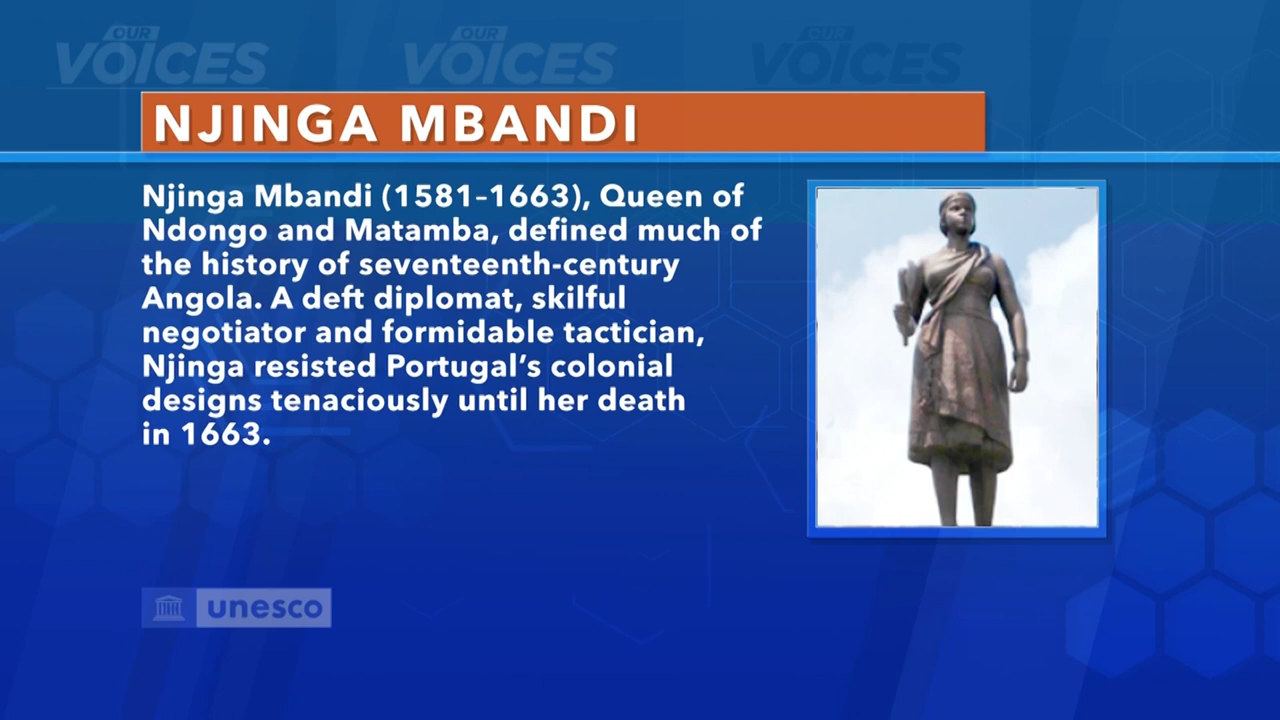 OUR
VOICES
OUR
VOICES
OUR
VOICES
NJINGA MBANDI
Njinga Mbandi (1581–1663), Queen of
Ndongo and Matamba, defined much of
the history of seventeenth-century
Angola. A deft diplomat, skilful
negotiator and formidable tactician,
Njinga resisted Portugal’s colonial
designs tenaciously until her death
in 1663.
unesco